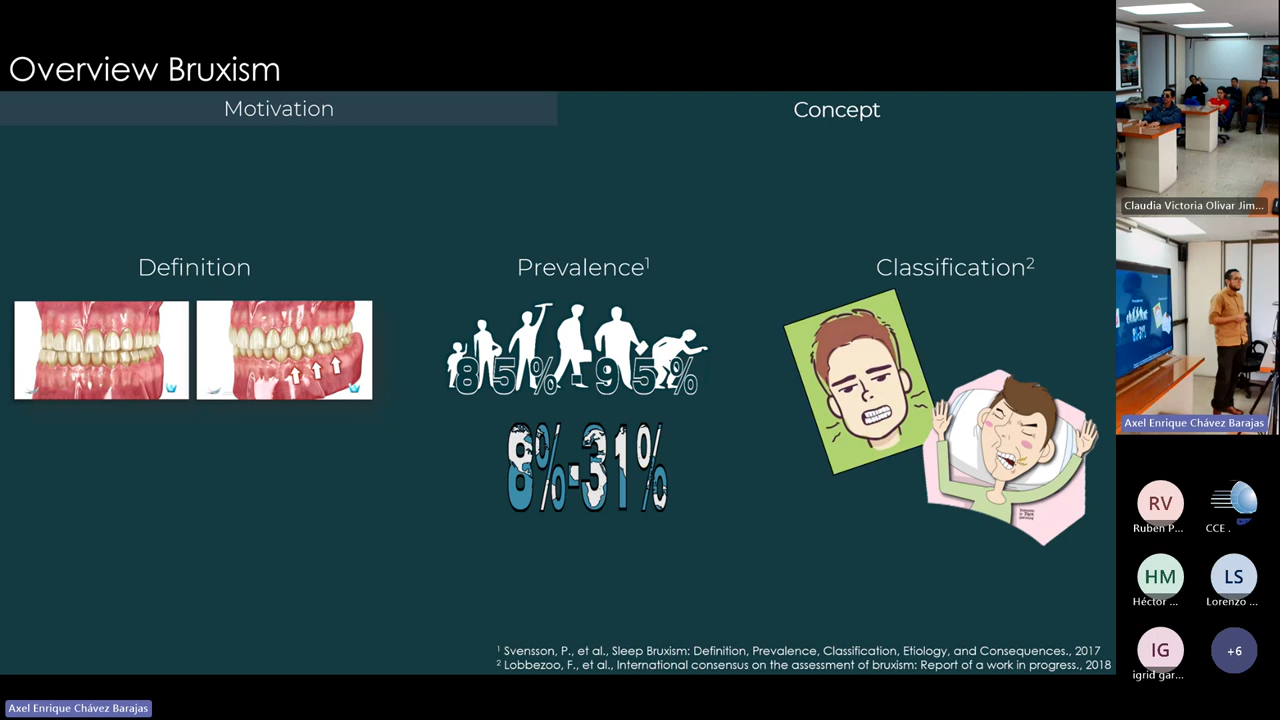 Overview Bruxism
Motivation
Concept
Definition
Prevalence1
Classification2
85% - 95%
8%-31%
1 Svensson, P., et al., Sleep Bruxism: Definition, Prevalence, Classification, Etiology, and Consequences., 2017
2 Lobbezoo, F., et al., International consensus on the assessment of bruxism: Report of a work in progress., 2018
Claudia Victoria Olivar Jim...
Axel Enrique Chávez Barajas
RV
Ruben P...
CCE .
HM
Héctor ...
LS
Lorenzo ...
IG
igrid gar...
+6
Axel Enrique Chávez Barajas